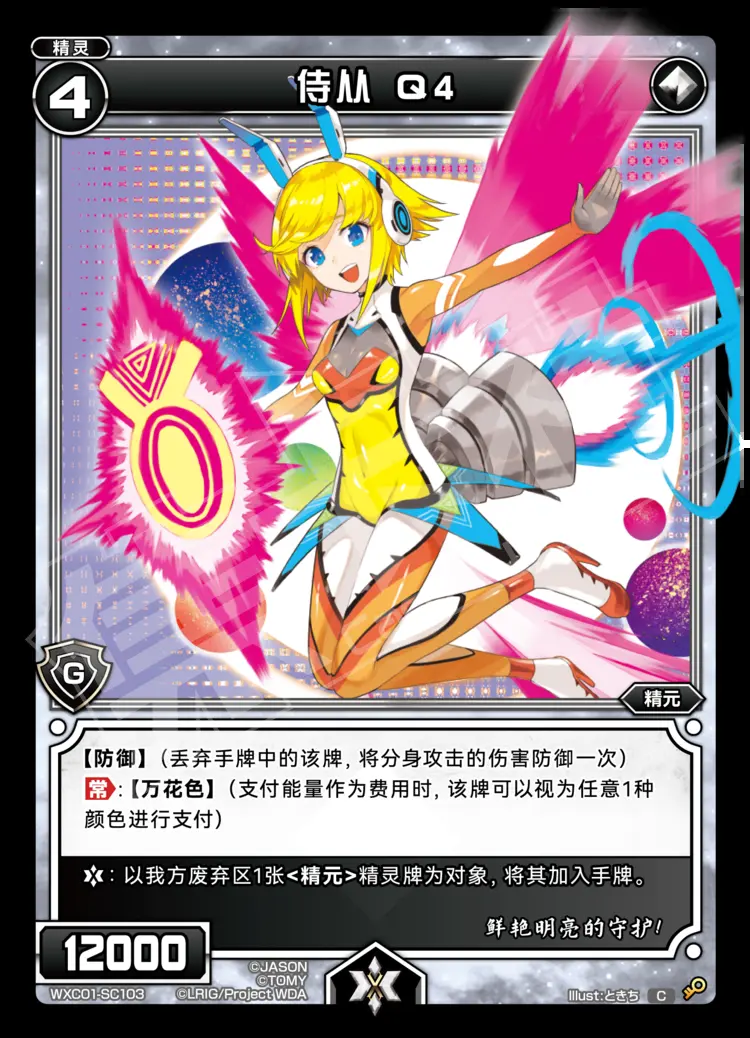 精灵
4
侍从 Q4
G
精元
【防御】（丢弃手牌中的该牌，将分身攻击的伤害防御一次）
常：【万花色】（支付能量作为费用时，该牌可以视为任意1种
颜色进行支付）
：以我方废弃区1张<精元>精灵牌为对象，将其加入手牌。
鲜艳明亮的守护！
12000
©JASON
©TOMY
WXC01-SC103 ©LRIG/Project WDA
Illust:ときち C